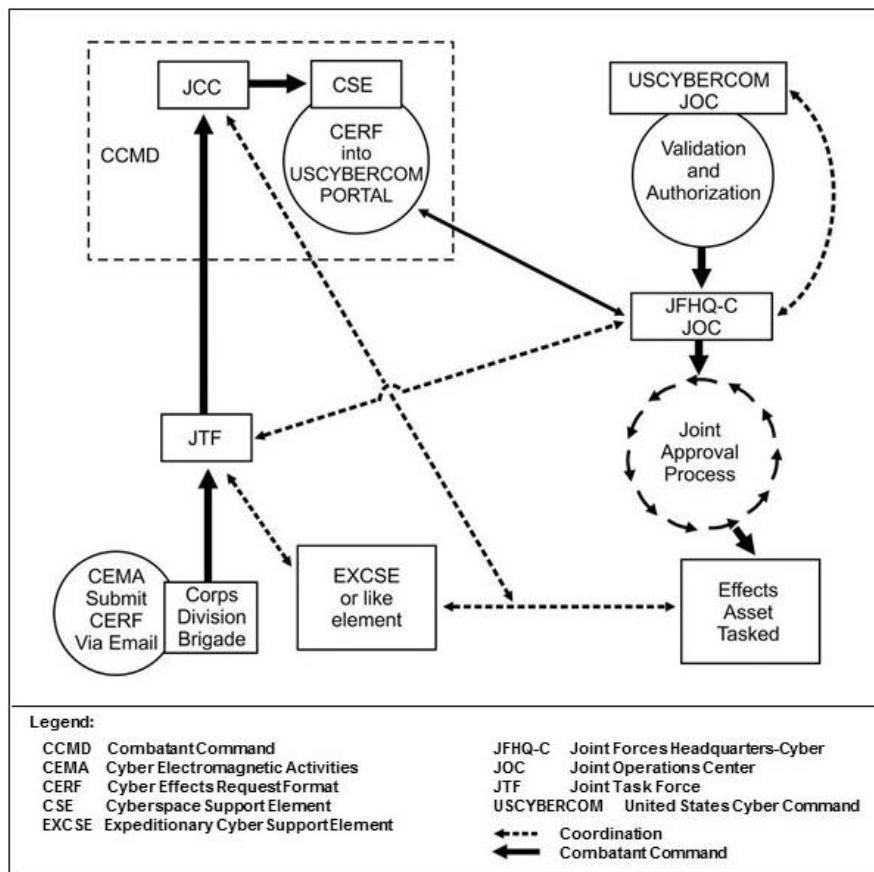 JCC
CSE
CCMD
CERF
into
USCYBERCOM
PORTAL
USCYBERCOM
JOC
Validation
and
Authorization
JFHQ-C
JOC
JTF
Joint
Approval
Process
CEMA
Submit
CERF
Via Email
Corps
Division
Brigade
EXCSE
or like
element
Effects
Asset
Tasked
Legend:
CCMD Combatant Command
CEMA Cyber Electromagnetic Activities
CERF Cyber Effects Request Format
CSE Cyberspace Support Element
EXCSE Expeditionary Cyber Support Element
JFHQ-C Joint Forces Headquarters-Cyber
JOC Joint Operations Center
JTF Joint Task Force
USCYBERCOM United States Cyber Command
Coordination
Combatant Command